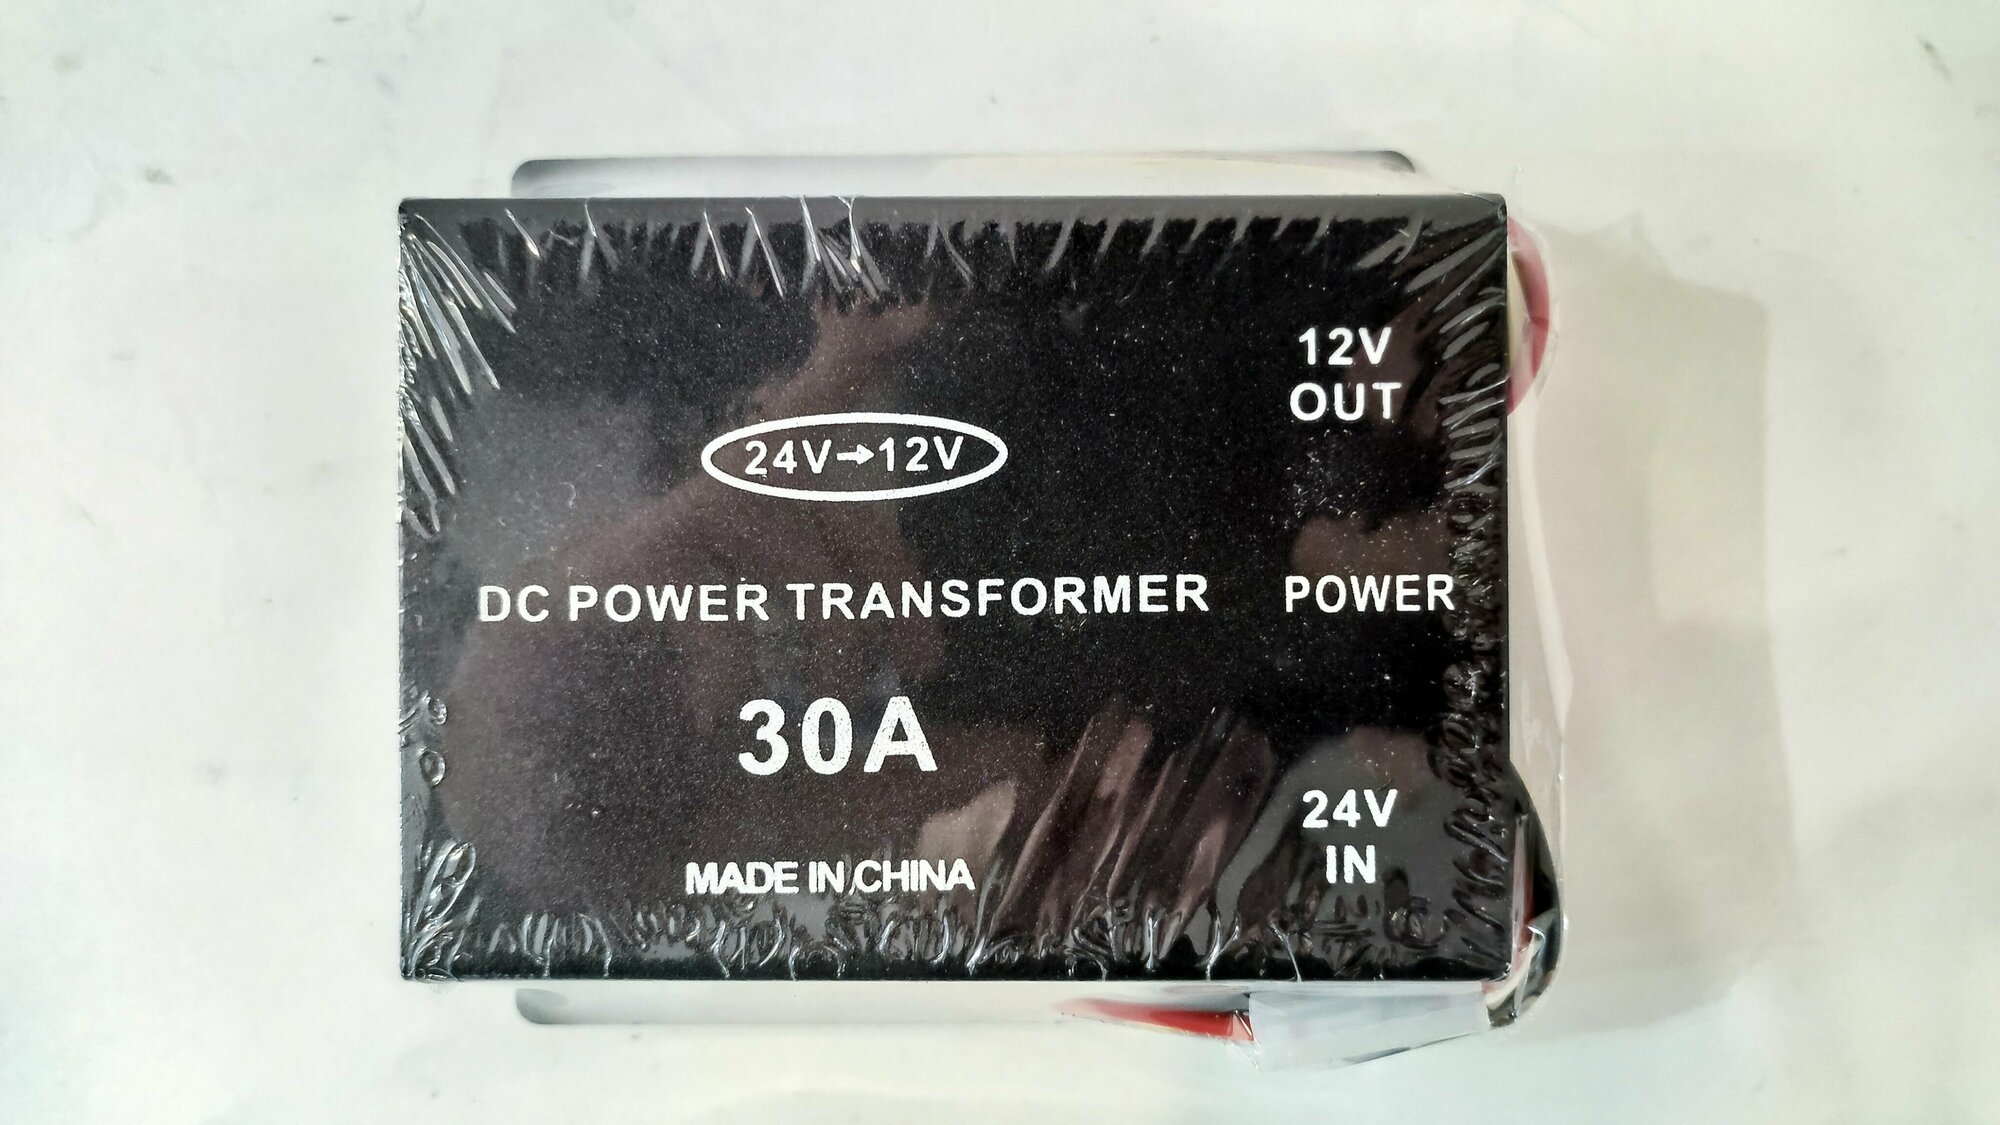 24V→12V
DC POWER TRANSFORMER
30A
MADE IN CHINA
12V
OUT
POWER
24V
IN